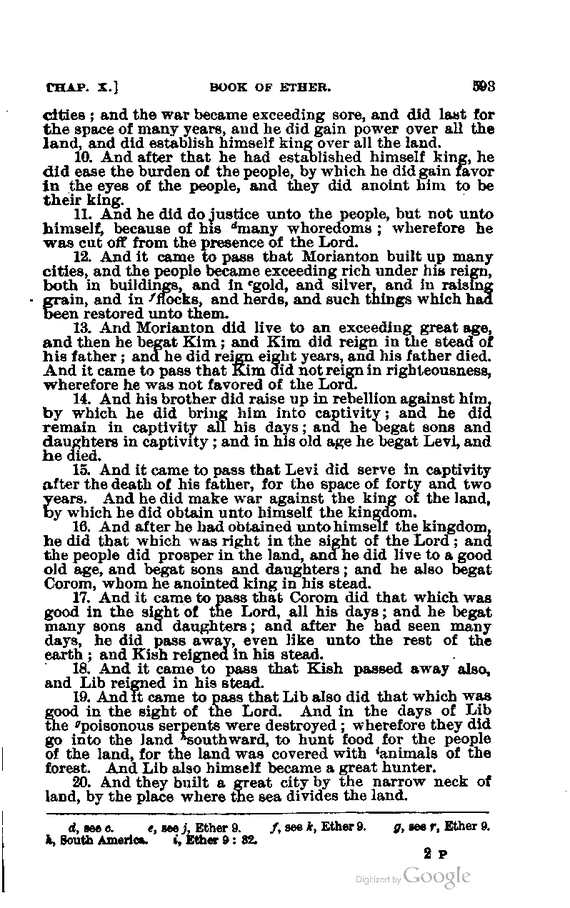 CHAP. X.] BOOK OF ETHER. 593
cities ; and the war became exceeding sore, and did last for
the space of many years, and he did gain power over all the
land, and did establish himself king over all the land.
10. And after that he had established himself king, he
did ease the burden of the people, by which he did gain favor
in the eyes of the people, and they did anoint him to be
their king.
11. And he did do justice unto the people, but not unto
himself, because of his dmany whoredoms ; wherefore he
was cut off from the presence of the Lord.
12. And it came to pass that Morianton built up many
cities, and the people became exceeding rich under his reign,
both in buildings, and in egold, and silver, and in raising
grain, and in fflocks, and herds, and such things which had
been restored unto them.
13. And Morianton did live to an exceeding great age,
and then he begat Kim ; and Kim did reign in the stead of
his father ; and he did reign eight years, and his father died.
And it came to pass that Kim did not reign in righteousness,
wherefore he was not favored of the Lord.
14. And his brother did raise up in rebellion against him,
by which he did bring him into captivity ; and he did
remain in captivity all his days ; and he begat sons and
daughters in captivity ; and in his old age he begat Levi, and
he died.
15. And it came to pass that Levi did serve in captivity
after the death of his father, for the space of forty and two
years. And he did make war against the king of the land,
by which he did obtain unto himself the kingdom.
16. And after he had obtained unto himself the kingdom,
he did that which was right in the sight of the Lord ; and
the people did prosper in the land, and he did live to a good
old age, and begat sons and daughters ; and he also begat
Corom, whom he anointed king in his stead.
17. And it came to pass that Corom did that which was
good in the sight of the Lord, all his days ; and he begat
many sons and daughters ; and after he had seen many
days, he did pass away, even like unto the rest of the
earth ; and Kish reigned in his stead.
18. And it came to pass that Kish passed away also,
and Lib reigned in his stead.
19. And it came to pass that Lib also did that which was
good in the sight of the Lord. And in the days of Lib
the gpoisonous serpents were destroyed ; wherefore they did
go into the land hsouthward, to hunt food for the people
of the land, for the land was covered with ianimals of the
forest. And Lib also himself became a great hunter.
20. And they built a great city by the narrow neck of
land, by the place where the sea divides the land.
d, see c. e, see j, Ether 9. f, see k, Ether 9. g, see r, Ether 9.
h, South America. i, Ether 9 : 32.
2 P
Digitized by Google